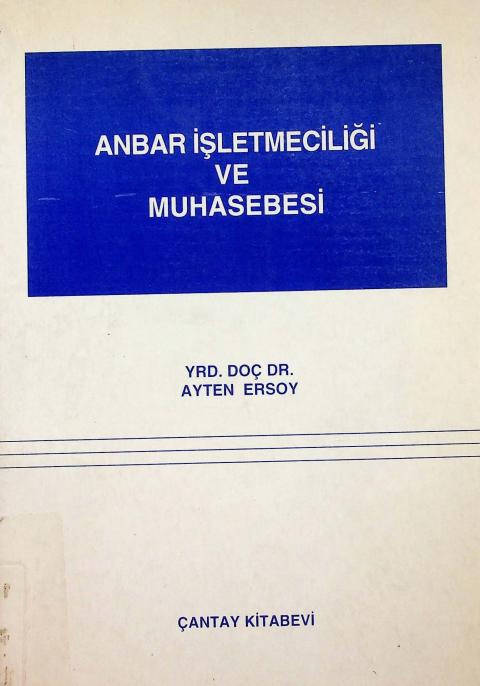 ANBAR İŞLETMECİLİĞİ
VE
MUHASEBESİ
YRD. DOÇ DR.
AYTEN ERSOY
ÇANTAY KİTABEVİ